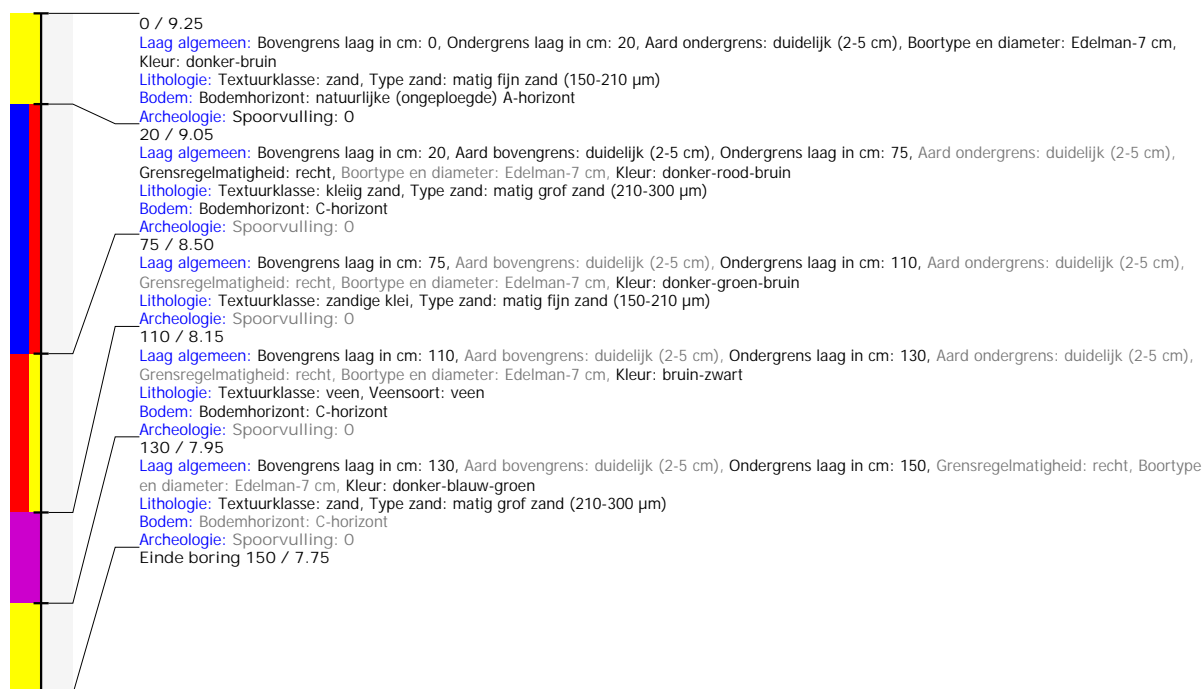 0 / 9.25
Laag algemeen: Bovengrens laag in cm: 0, Ondergrens laag in cm: 20, Aard ondergrens: duidelijk (2-5 cm), Boortype en diameter: Edelman-7 cm,
Kleur: donker-bruin
Lithologie: Textuurklasse: zand, Type zand: matig fijn zand (150-210 µm)
Bodem: Bodemhorizont: natuurlijke (ongeploegde) A-horizont
Archeologie: Spoorvulling: 0
20 / 9.05
Laag algemeen: Bovengrens laag in cm: 20, Aard bovengrens: duidelijk (2-5 cm), Ondergrens laag in cm: 75, Aard ondergrens: duidelijk (2-5 cm),
Grensregelmatigheid: recht, Boortype en diameter: Edelman-7 cm, Kleur: donker-rood-bruin
Lithologie: Textuurklasse: kleiig zand, Type zand: matig grof zand (210-300 µm)
Bodem: Bodemhorizont: C-horizont
Archeologie: Spoorvulling: 0
75 / 8.50
Laag algemeen: Bovengrens laag in cm: 75, Aard bovengrens: duidelijk (2-5 cm), Ondergrens laag in cm: 110, Aard ondergrens: duidelijk (2-5 cm),
Grensregelmatigheid: recht, Boortype en diameter: Edelman-7 cm, Kleur: donker-groen-bruin
Lithologie: Textuurklasse: zandige klei, Type zand: matig fijn zand (150-210 µm)
Archeologie: Spoorvulling: 0
110 / 8.15
Laag algemeen: Bovengrens laag in cm: 110, Aard bovengrens: duidelijk (2-5 cm), Ondergrens laag in cm: 130, Aard ondergrens: duidelijk (2-5 cm),
Grensregelmatigheid: recht, Boortype en diameter: Edelman-7 cm, Kleur: bruin-zwart
Lithologie: Textuurklasse: veen, Veensoort: veen
Bodem: Bodemhorizont: C-horizont
Archeologie: Spoorvulling: 0
130 / 7.95
Laag algemeen: Bovengrens laag in cm: 130, Aard bovengrens: duidelijk (2-5 cm), Ondergrens laag in cm: 150, Grensregelmatigheid: recht, Boortype
en diameter: Edelman-7 cm, Kleur: donker-blauw-groen
Lithologie: Textuurklasse: zand, Type zand: matig grof zand (210-300 µm)
Bodem: Bodemhorizont: C-horizont
Archeologie: Spoorvulling: 0
Einde boring 150 / 7.75